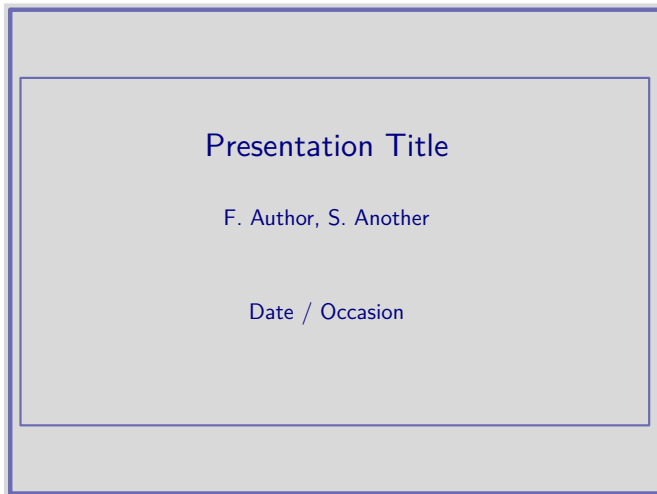 Presentation Title
F. Author, S. Another
Date / Occasion